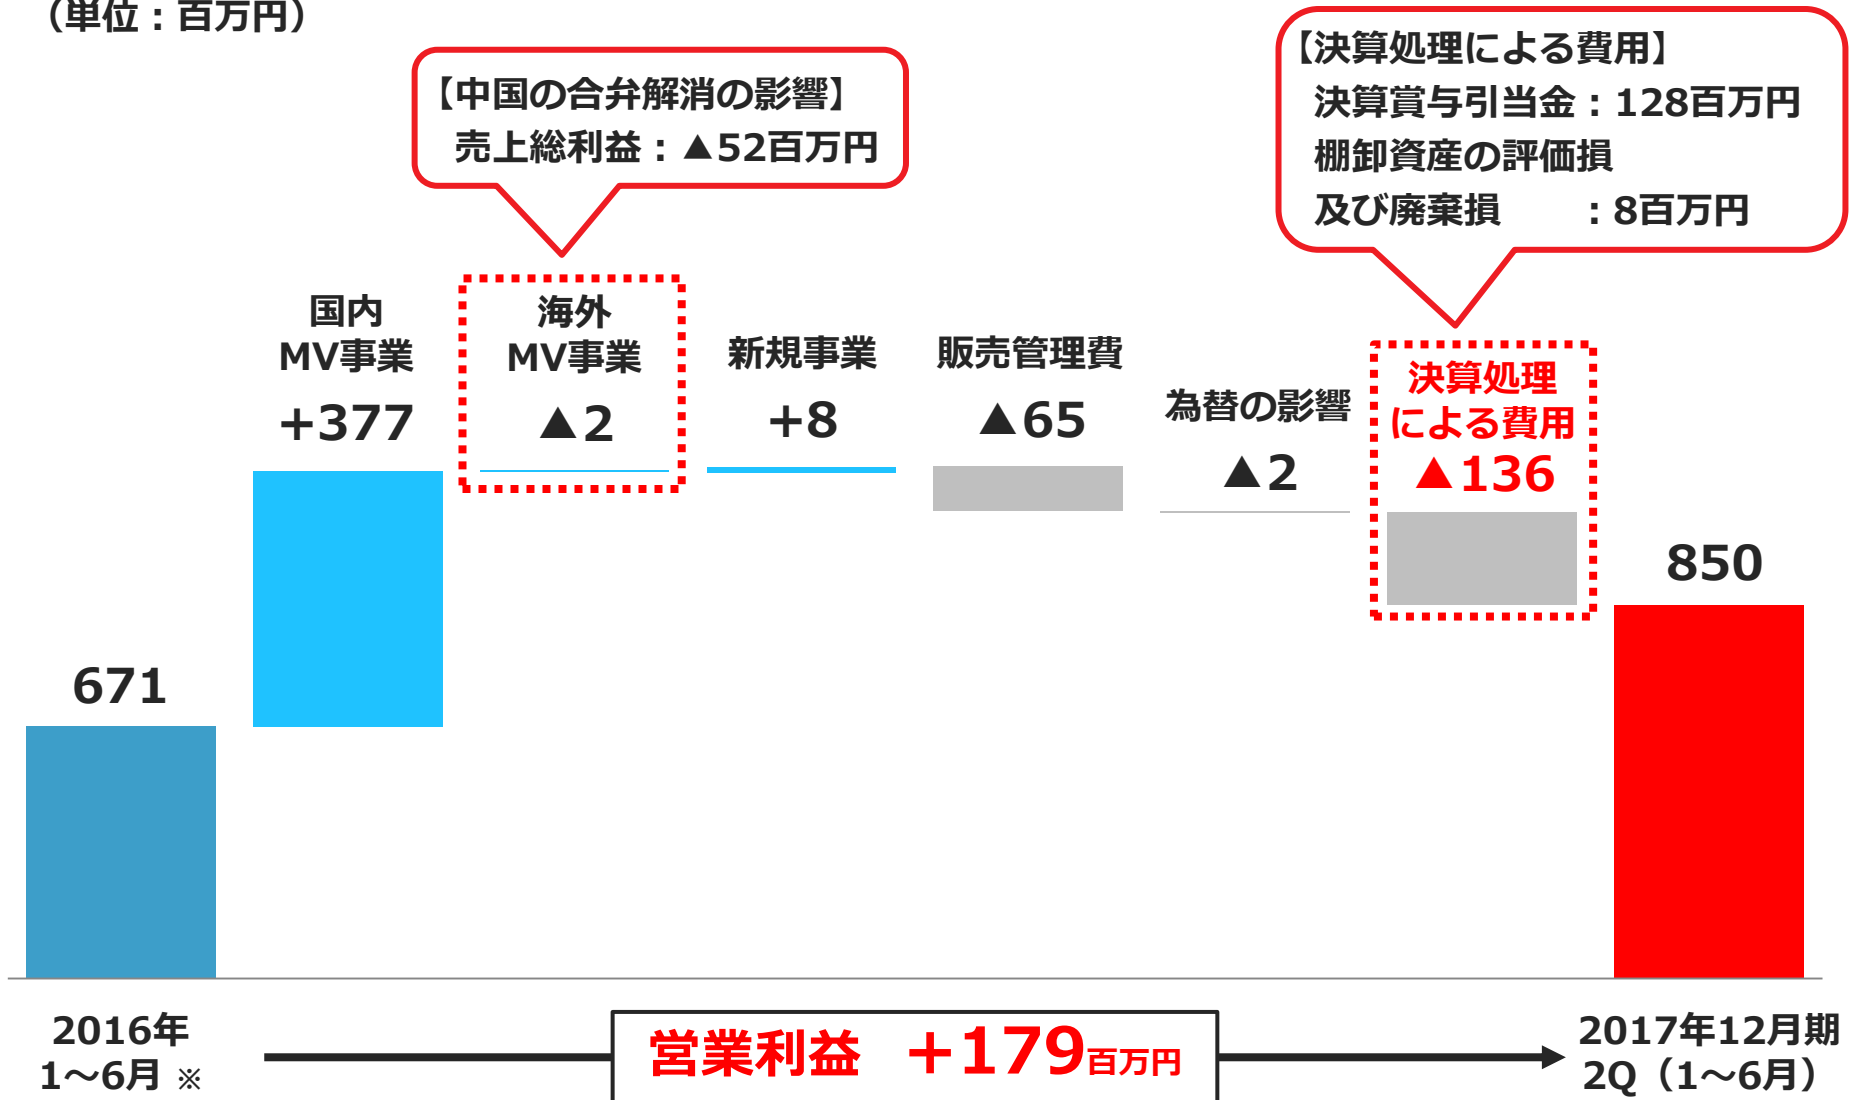 （単位：百万円）
【中国の合弁解消の影響】
売上総利益：▲52百万円
【決算処理による費用】
決算賞与引当金：128百万円
棚卸資産の評価損
及び廃棄損　　：8百万円
国内
MV事業
+377
海外
MV事業
▲2
新規事業
+8
販売管理費
▲65
為替の影響
▲2
決算処理
による費用
▲136
671
850
2016年
1～6月 ※
営業利益　+179百万円
2017年12月期
2Q（1～6月）